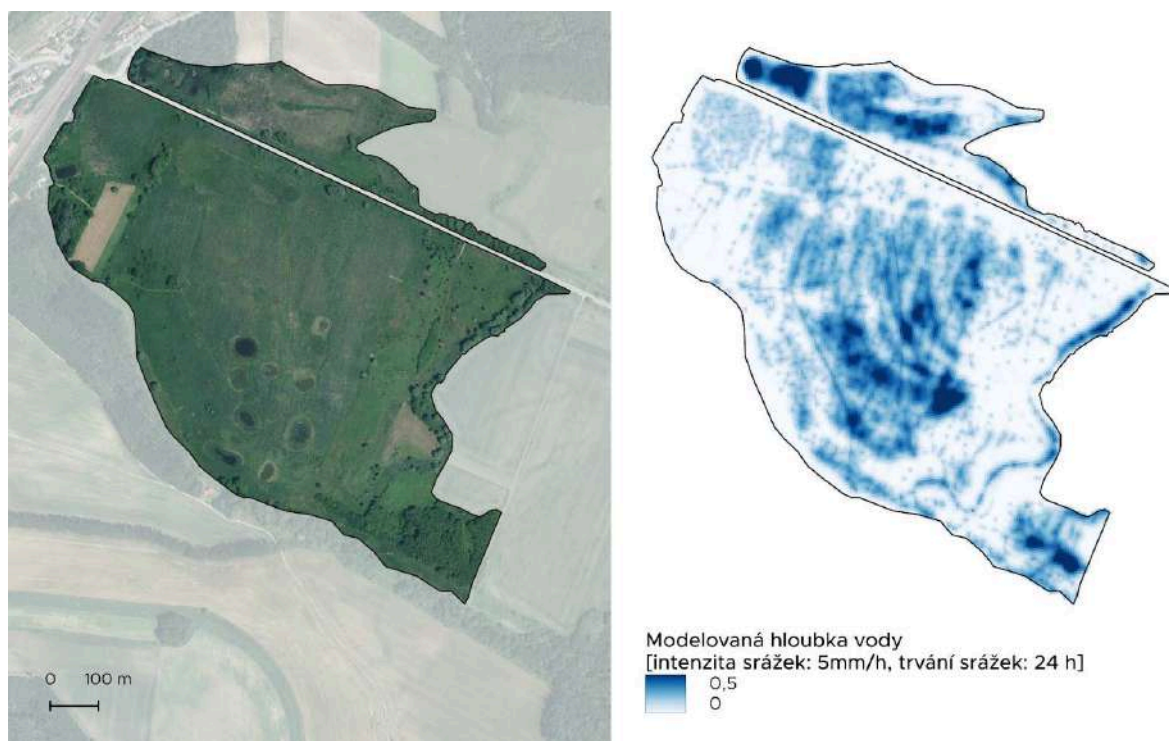 0 100 m
Modelovaná hloubka vody
[intenzita srážek: 5mm/h, trvání srážek: 24 h]
0,5
0